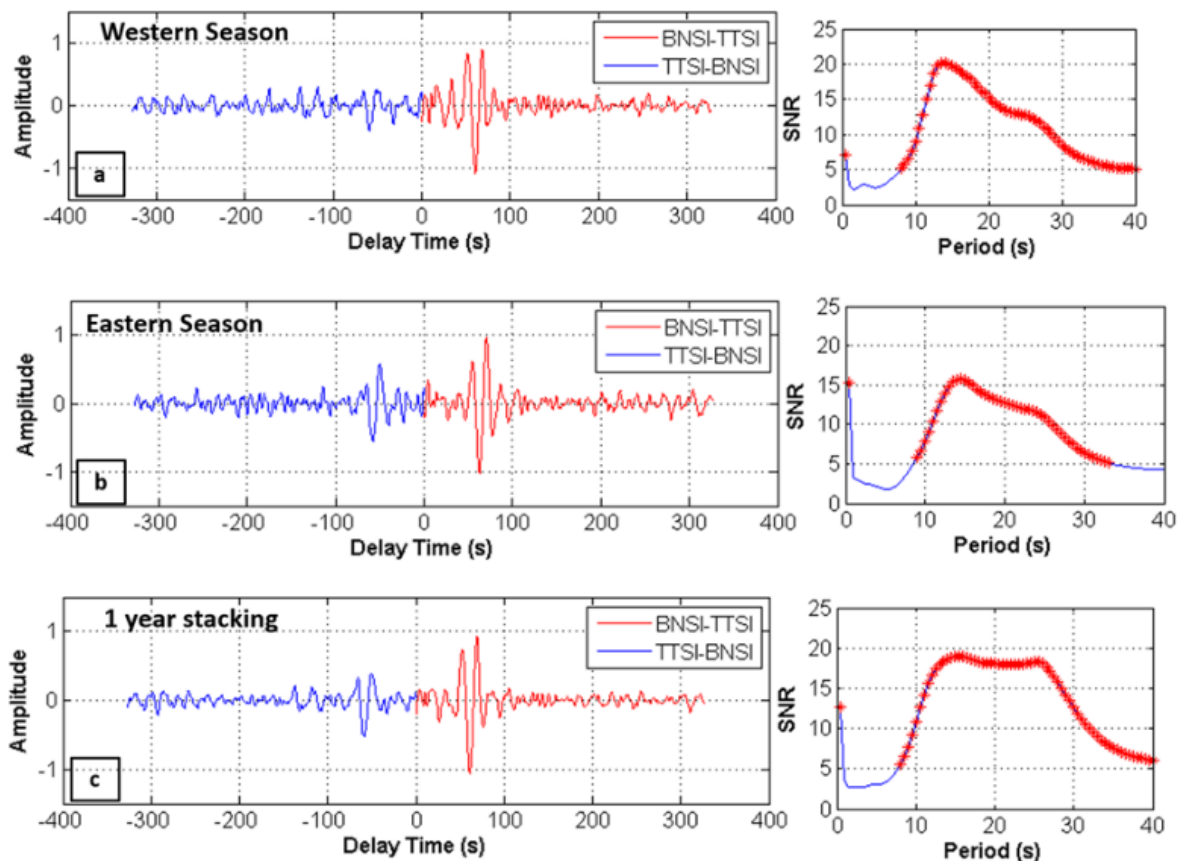 Western Season
BNSI-TTSI
TTSI-BNSI
Amplitude
1
0
-1
a
-400 -300 -200 -100 0 100 200 300 400
Delay Time (s)
SNR
25
20
15
10
5
0
0 10 20 30 40
Period (s)
Eastern Season
BNSI-TTSI
TTSI-BNSI
Amplitude
1
0
-1
b
-400 -300 -200 -100 0 100 200 300 400
Delay Time (s)
SNR
25
20
15
10
5
0
0 10 20 30 40
Period (s)
1 year stacking
BNSI-TTSI
TTSI-BNSI
Amplitude
1
0
-1
c
-400 -300 -200 -100 0 100 200 300 400
Delay Time (s)
SNR
25
20
15
10
5
0
0 10 20 30 40
Period (s)